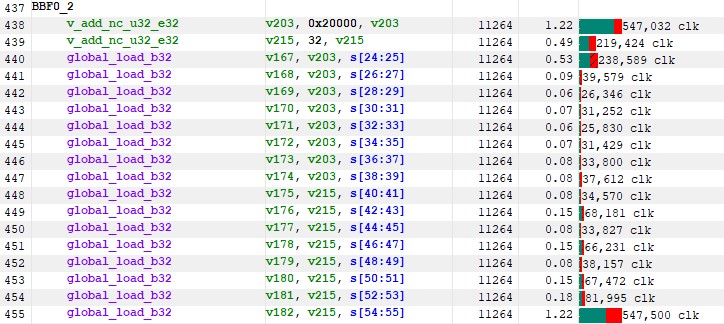 437 BBF0_2
438 v_add_nc_u32_e32 v203, 0x20000, v203 11264 1.22 547,032 clk
439 v_add_nc_u32_e32 v215, 32, v215 11264 0.49 219,424 clk
440 global_load_b32 v167, v203, s[24:25] 11264 0.53 238,589 clk
441 global_load_b32 v168, v203, s[26:27] 11264 0.09 39,579 clk
442 global_load_b32 v169, v203, s[28:29] 11264 0.06 26,346 clk
443 global_load_b32 v170, v203, s[30:31] 11264 0.07 31,252 clk
444 global_load_b32 v171, v203, s[32:33] 11264 0.06 25,830 clk
445 global_load_b32 v172, v203, s[34:35] 11264 0.07 31,429 clk
446 global_load_b32 v173, v203, s[36:37] 11264 0.08 33,800 clk
447 global_load_b32 v174, v203, s[38:39] 11264 0.08 37,612 clk
448 global_load_b32 v175, v215, s[40:41] 11264 0.08 34,570 clk
449 global_load_b32 v176, v215, s[42:43] 11264 0.15 68,181 clk
450 global_load_b32 v177, v215, s[44:45] 11264 0.08 33,827 clk
451 global_load_b32 v178, v215, s[46:47] 11264 0.15 66,231 clk
452 global_load_b32 v179, v215, s[48:49] 11264 0.08 38,157 clk
453 global_load_b32 v180, v215, s[50:51] 11264 0.15 67,472 clk
454 global_load_b32 v181, v215, s[52:53] 11264 0.18 81,995 clk
455 global_load_b32 v182, v215, s[54:55] 11264 1.22 547,500 clk